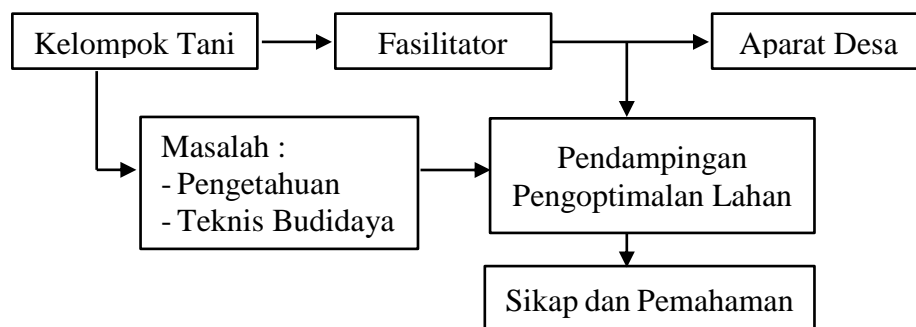 Kelompok Tani
Fasilitator
Aparat Desa
Masalah :
- Pengetahuan
- Teknis Budidaya
Pendampingan
Pengoptimalan Lahan
Sikap dan Pemahaman